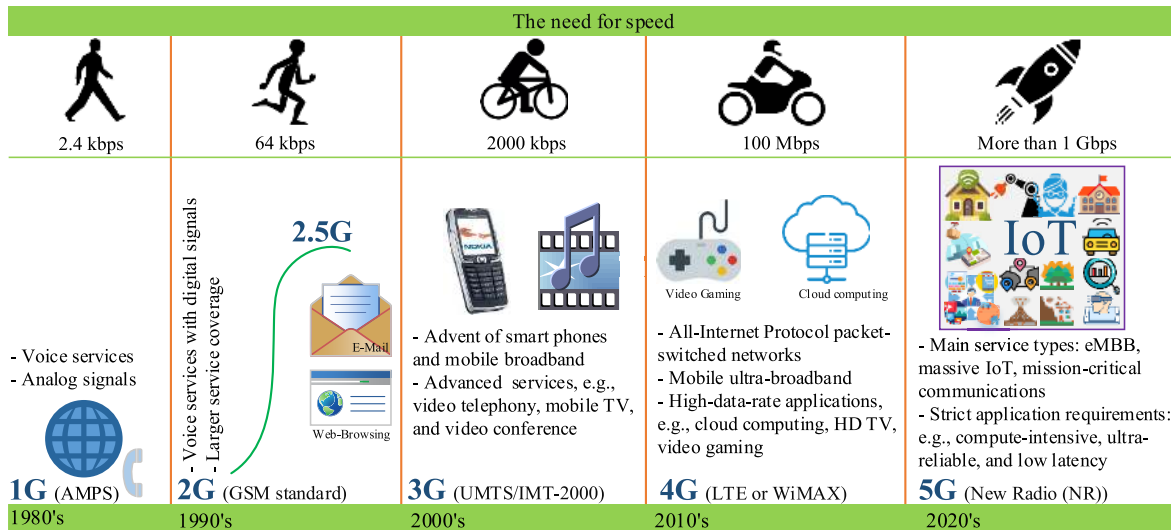 The need for speed
2.4 kbps
64 kbps
2000 kbps
100 Mbps
More than 1 Gbps
- Voice services
- Analog signals
1G (AMPS)
1980's
- Voice services with digital signals
- Larger service coverage
2.5G
E-Mail
Web-Browsing
2G (GSM standard)
1990's
NOKIA
- Advent of smart phones
and mobile broadband
- Advanced services, e.g.,
video telephony, mobile TV,
and video conference
3G (UMTS/IMT-2000)
2000's
Video Gaming
Cloud computing
- All-Internet Protocol packet-
switched networks
- Mobile ultra-broadband
- High-data-rate applications,
e.g., cloud computing, HD TV,
video gaming
4G (LTE or WiMAX)
2010's
IoT
- Main service types: eMBB,
massive IoT, mission-critical
communications
- Strict application requirements:
e.g., compute-intensive, ultra-
reliable, and low latency
5G (New Radio (NR))
2020's